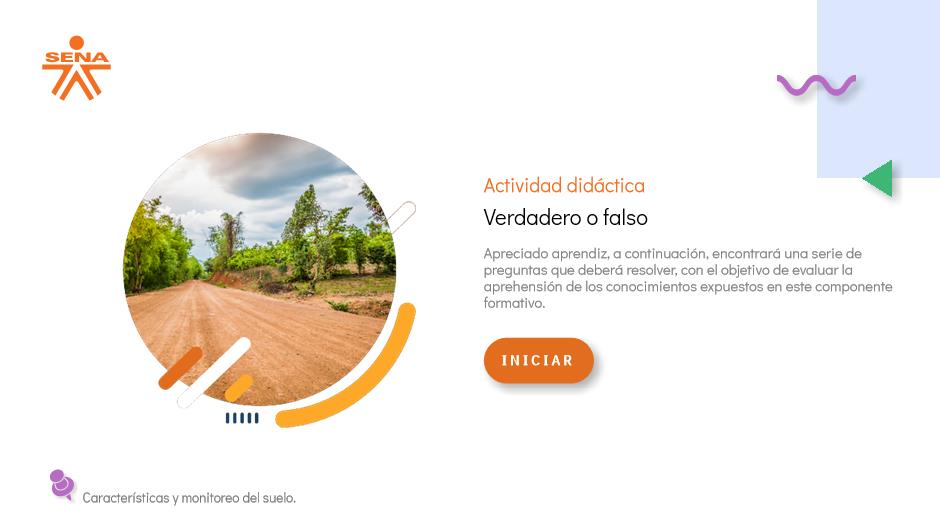 SENA
Actividad didáctica
Verdadero o falso
Apreciado aprendiz, a continuación, encontrará una serie de
preguntas que deberá resolver, con el objetivo de evaluar la
aprehensión de los conocimientos expuestos en este componente
formativo.
INICIAR
Características y monitoreo del suelo.